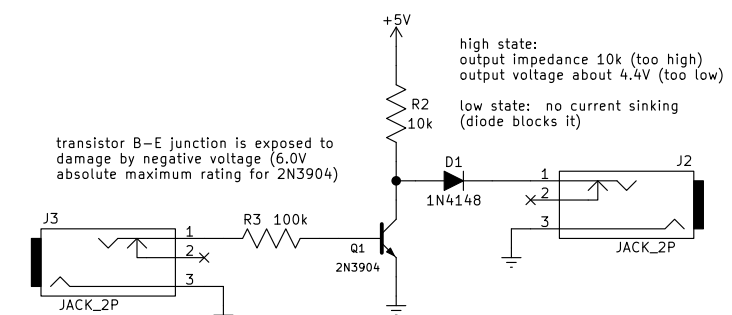 +5V
high state:
output impedance 10k (too high)
output voltage about 4.4V (too low)
R2
10k
low state: no current sinking
(diode blocks it)
transistor B-E junction is exposed to
damage by negative voltage (6.0V
absolute maximum rating for 2N3904)
D1
1N4148
J2
1
2
3
JACK_2P
J3
1
2
3
JACK_2P
R3 100k
Q1
2N3904